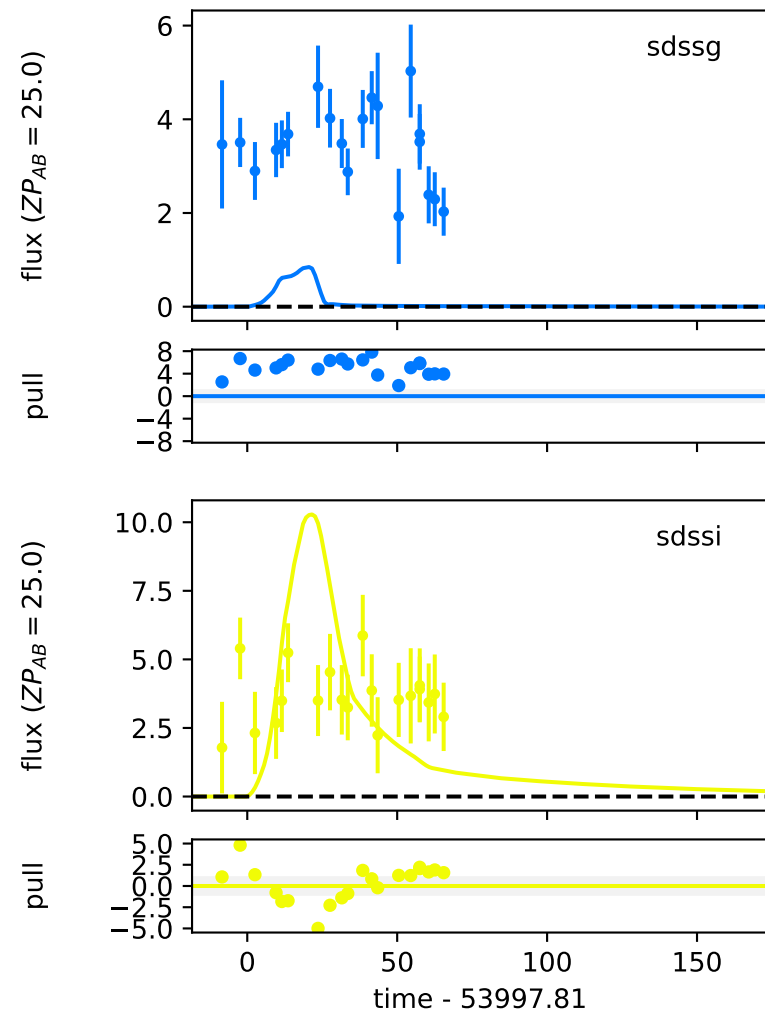 6
sdssg
4
flux (ZP_AB = 25.0)
2
0
8
4
pull
0
−4
−8
10.0
sdssi
7.5
flux (ZP_AB = 25.0)
5.0
2.5
0.0
5.0
2.5
pull
0.0
−2.5
−5.0
0 50 100 150
time - 53997.81